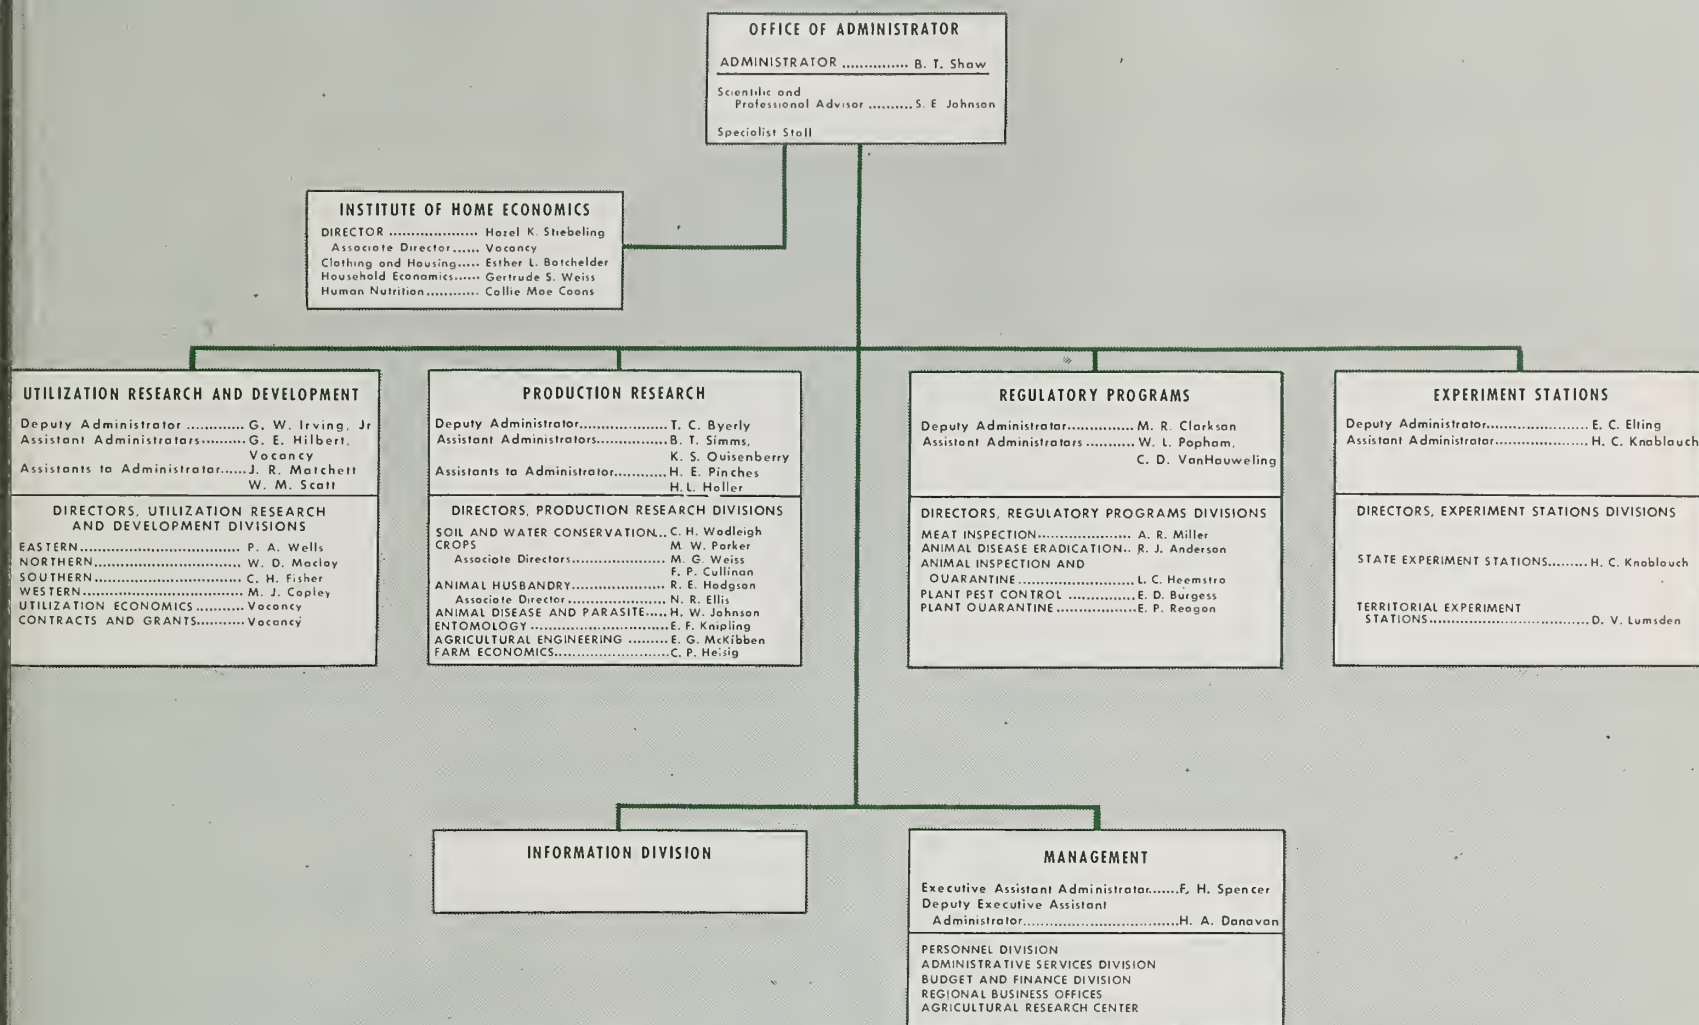 OFFICE OF ADMINISTRATOR
ADMINISTRATOR ............... B. T. Shaw
Scientific and
Professional Advisor ..........S. E Johnson
Specialist Staff
INSTITUTE OF HOME ECONOMICS
DIRECTOR ................... Hazel K. Stiebeling
Associate Director...... Vacancy
Clothing and Housing..... Esther L. Batchelder
Household Economics...... Gertrude S. Weiss
Human Nutrition............ Callie Mae Coons
UTILIZATION RESEARCH AND DEVELOPMENT
Deputy Administrator ............G. W. Irving, Jr
Assistant Administrators.........G. E. Hilbert,
Vacancy
Assistants to Administrator......J. R. Matchett
W. M. Scott
DIRECTORS, UTILIZATION RESEARCH
AND DEVELOPMENT DIVISIONS
EASTERN.............................. P. A. Wells
NORTHERN........................... W. D. Maclay
SOUTHERN........................... C. H. Fisher
WESTERN............................. M. J. Copley
UTILIZATION ECONOMICS.......... Vacancy
CONTRACTS AND GRANTS.......... Vacancy
PRODUCTION RESEARCH
Deputy Administrator...................T. C. Byerly
Assistant Administrators...............B. T. Simms,
K. S. Quisenberry
Assistants to Administrator...........H. E. Pinches
H. L. Haller
DIRECTORS, PRODUCTION RESEARCH DIVISIONS
SOIL AND WATER CONSERVATION... C. H. Wadleigh
CROPS M. W. Parker
Associate Directors.................. M. G. Weiss
F. P. Cullinan
ANIMAL HUSBANDRY.................. R. E. Hodgson
Associate Director.................... N. R. Ellis
ANIMAL DISEASE AND PARASITE.... H. W. Johnson
ENTOMOLOGY ..........................E. F. Knipling
AGRICULTURAL ENGINEERING .........E. G. McKibben
FARM ECONOMICS.......................C. P. Heisig
REGULATORY PROGRAMS
Deputy Administrator............ M. R. Clarkson
Assistant Administrators .......... W. L. Popham,
C. D. VanHouweling
DIRECTORS, REGULATORY PROGRAMS DIVISIONS
MEAT INSPECTION................... A. R. Miller
ANIMAL DISEASE ERADICATION.. R. J. Anderson
ANIMAL INSPECTION AND
QUARANTINE.........................L. C. Heemstra
PLANT PEST CONTROL ..............E. D. Burgess
PLANT QUARANTINE.................E. P. Reagan
EXPERIMENT STATIONS
Deputy Administrator..................... E. C. Elting
Assistant Administrator................... H. C. Knoblauch
DIRECTORS, EXPERIMENT STATIONS DIVISIONS
STATE EXPERIMENT STATIONS......... H. C. Knoblauch
TERRITORIAL EXPERIMENT
STATIONS.................................. D. V. Lumsden
INFORMATION DIVISION
MANAGEMENT
Executive Assistant Administrator.......F. H. Spencer
Deputy Executive Assistant
Administrator..................................H. A. Donovan
PERSONNEL DIVISION
ADMINISTRATIVE SERVICES DIVISION
BUDGET AND FINANCE DIVISION
REGIONAL BUSINESS OFFICES
AGRICULTURAL RESEARCH CENTER